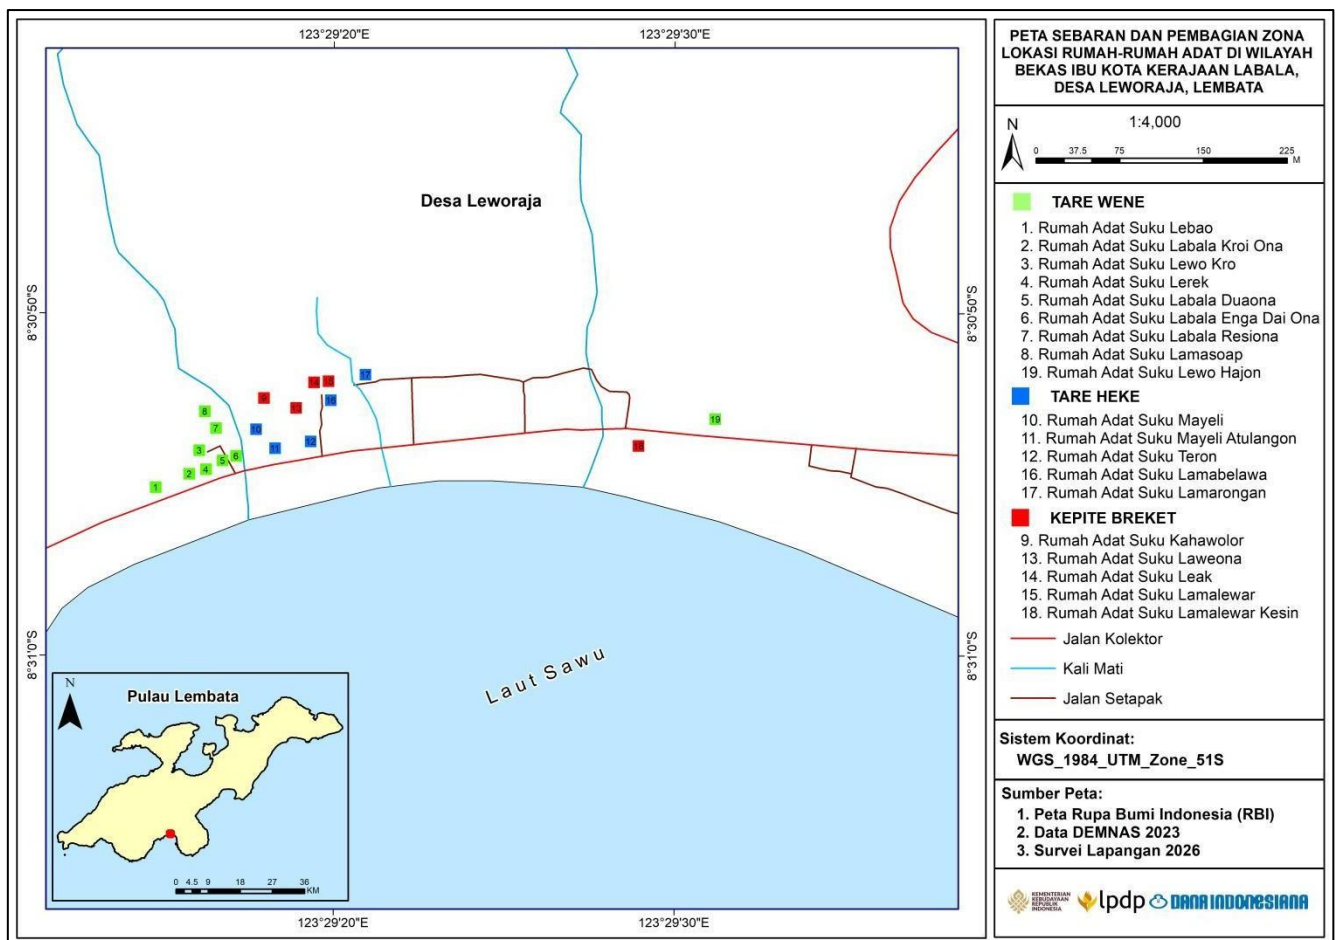 123°29'20"E
123°29'30"E
8°30'50"S
8°30'50"S
8°31'0"S
8°31'0"S
123°29'20"E
123°29'30"E
Desa Leworaja
17
14
15
9
16
13
8
19
7
10
12
18
3
11
6
5
4
2
1
Laut Sawu
N
Pulau Lembata
0 4.5 9 18 27 36
KM
PETA SEBARAN DAN PEMBAGIAN ZONA
LOKASI RUMAH-RUMAH ADAT DI WILAYAH
BEKAS IBU KOTA KERAJAAN LABALA,
DESA LEWORAJA, LEMBATA
N
1:4,000
0 37.5 75 150 225
M
TARE WENE
1. Rumah Adat Suku Lebao
2. Rumah Adat Suku Labala Kroi Ona
3. Rumah Adat Suku Lewo Kro
4. Rumah Adat Suku Lerek
5. Rumah Adat Suku Labala Duaona
6. Rumah Adat Suku Labala Enga Dai Ona
7. Rumah Adat Suku Labala Resiona
8. Rumah Adat Suku Lamasoap
19. Rumah Adat Suku Lewo Hajon
TARE HEKE
10. Rumah Adat Suku Mayeli
11. Rumah Adat Suku Mayeli Atulangon
12. Rumah Adat Suku Teron
16. Rumah Adat Suku Lamabelawa
17. Rumah Adat Suku Lamarongan
KEPITE BREKET
9. Rumah Adat Suku Kahawolor
13. Rumah Adat Suku Laweona
14. Rumah Adat Suku Leak
15. Rumah Adat Suku Lamalewar
18. Rumah Adat Suku Lamalewar Kesin
Jalan Kolektor
Kali Mati
Jalan Setapak
Sistem Koordinat:
WGS_1984_UTM_Zone_51S
Sumber Peta:
1. Peta Rupa Bumi Indonesia (RBI)
2. Data DEMNAS 2023
3. Survei Lapangan 2026
KEMENTERIAN
KEBUDAYAAN
REPUBLIK
INDONESIA
lpdp
DANA INDONESIANA